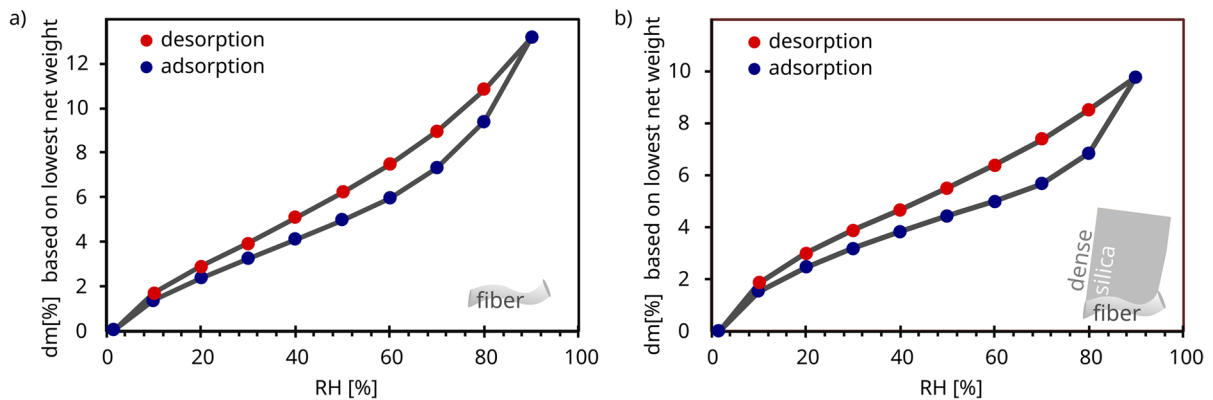 a)
dm[%] based on lowest net weight
desorption
adsorption
12
10
8
6
4
2
0
fiber
0 20 40 60 80 100
RH [%]
b)
dm[%] based on lowest net weight
desorption
adsorption
10
8
6
4
2
0
dense
silica
fiber
0 20 40 60 80 100
RH [%]